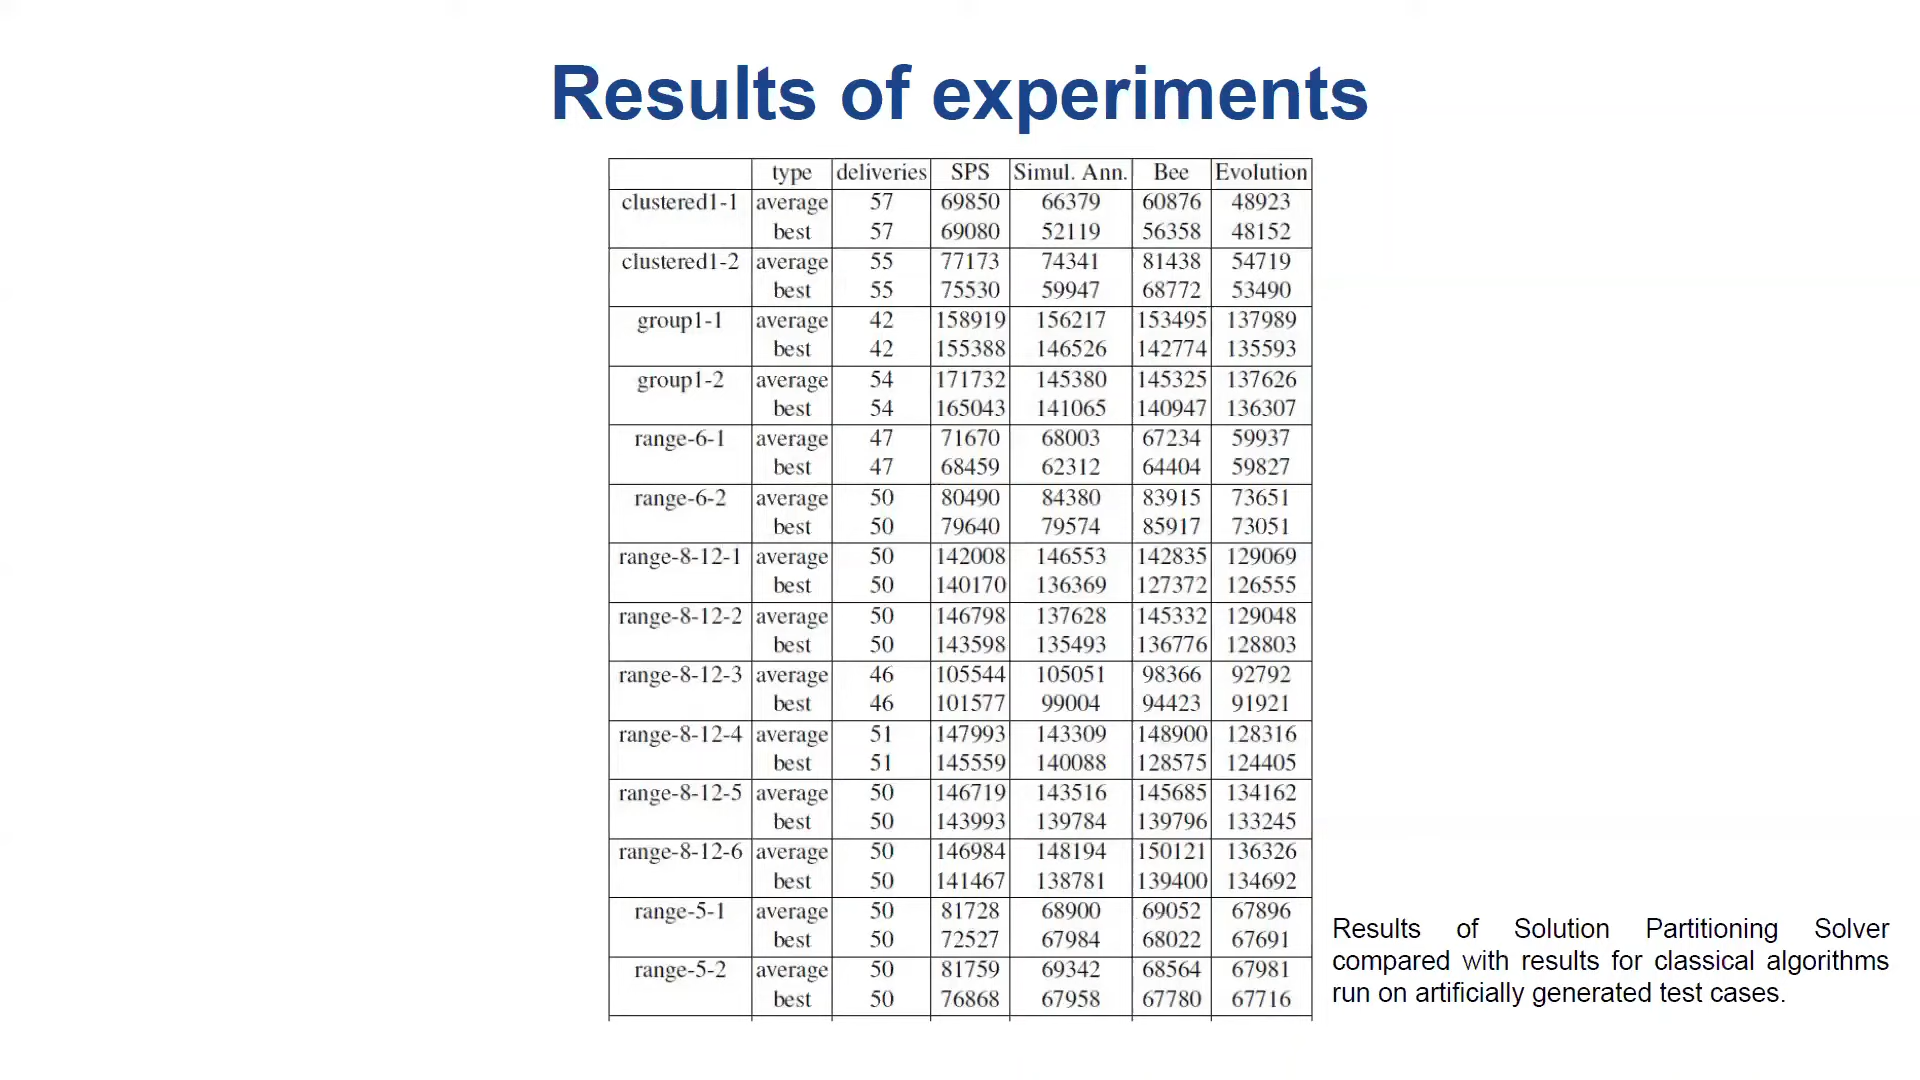 Results of experiments
type deliveries SPS Simul. Ann. Bee Evolution
clustered1-1 average 57 69850 66379 60876 48923
best 57 69080 52119 56358 48152
clustered1-2 average 55 77173 74341 81438 54719
best 55 75530 59947 68772 53490
group1-1 average 42 158919 156217 153495 137989
best 42 155388 146526 142774 135593
group1-2 average 54 171732 145380 145325 137626
best 54 165043 141065 140947 136307
range-6-1 average 47 71670 68003 67234 59937
best 47 68459 62312 64404 59827
range-6-2 average 50 80490 84380 83915 73651
best 50 79640 79574 85917 73051
range-8-12-1 average 50 142008 146553 142835 129069
best 50 140170 136369 127372 126555
range-8-12-2 average 50 146798 137628 145332 129048
best 50 143598 135493 136776 128803
range-8-12-3 average 46 105544 105051 98366 92792
best 46 101577 99004 94423 91921
range-8-12-4 average 51 147993 143309 148900 128316
best 51 145559 140088 128575 124405
range-8-12-5 average 50 146719 143516 145685 134162
best 50 143993 139784 139796 133245
range-8-12-6 average 50 146984 148194 150121 136326
best 50 141467 138781 139400 134692
range-5-1 average 50 81728 68900 69052 67896
best 50 72527 67984 68022 67691
range-5-2 average 50 81759 69342 68564 67981
best 50 76868 67958 67780 67716
Results of Solution Partitioning Solver
compared with results for classical algorithms
run on artificially generated test cases.